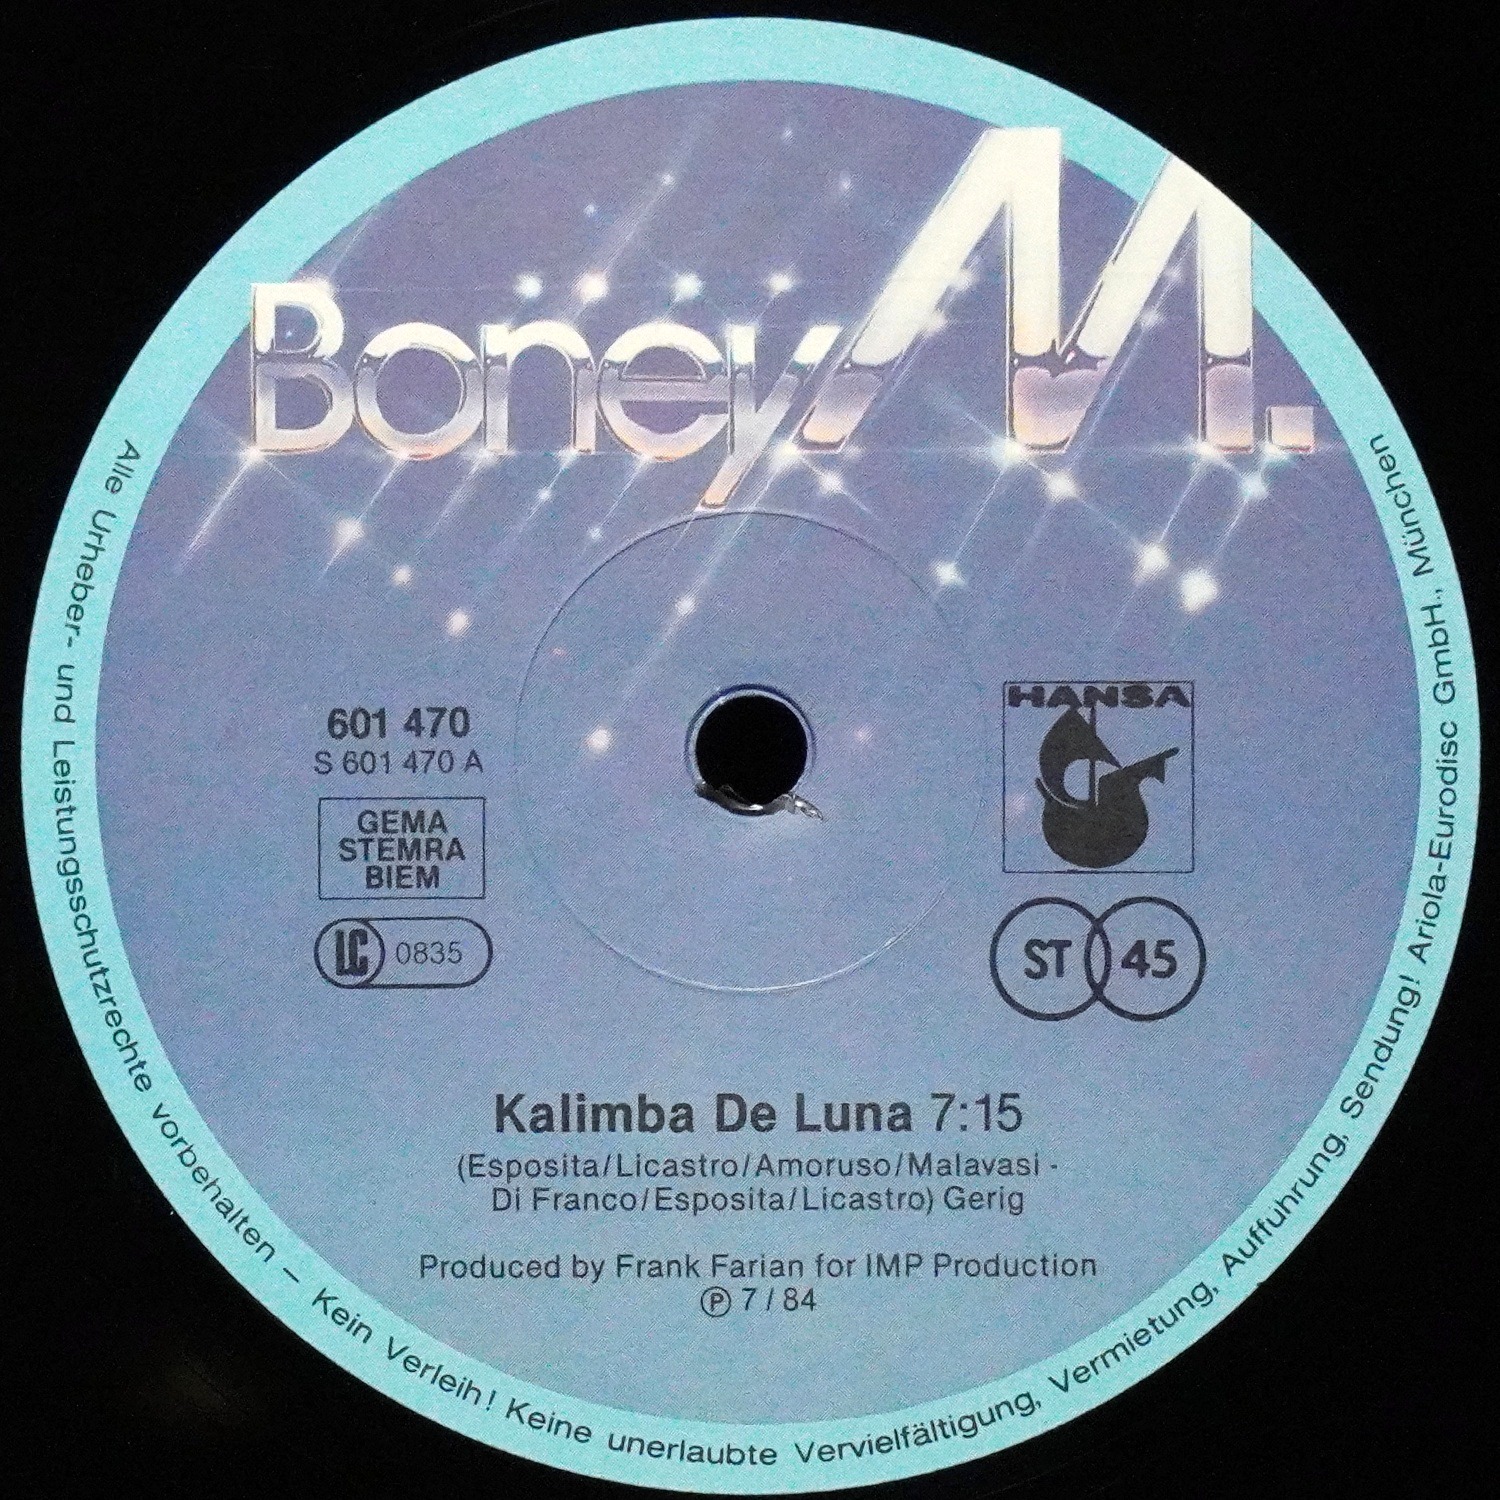 Boney M.
601 470
S 601 470 A
GEMA
STEMRA
BIEM
LC 0835
HANSA
ST 45
Kalimba De Luna 7:15
(Esposita/Licastro/Amoruso/Malavasi -
Di Franco/Esposita/Licastro) Gerig
Produced by Frank Farian for IMP Production
Ⓟ 7/84
Alle Urheber- und Leistungsschutzrechte vorbehalten – Kein Verleih! Keine unerlaubte Vervielfältigung, Vermietung, Aufführung, Sendung! Ariola-Eurodisc GmbH., München